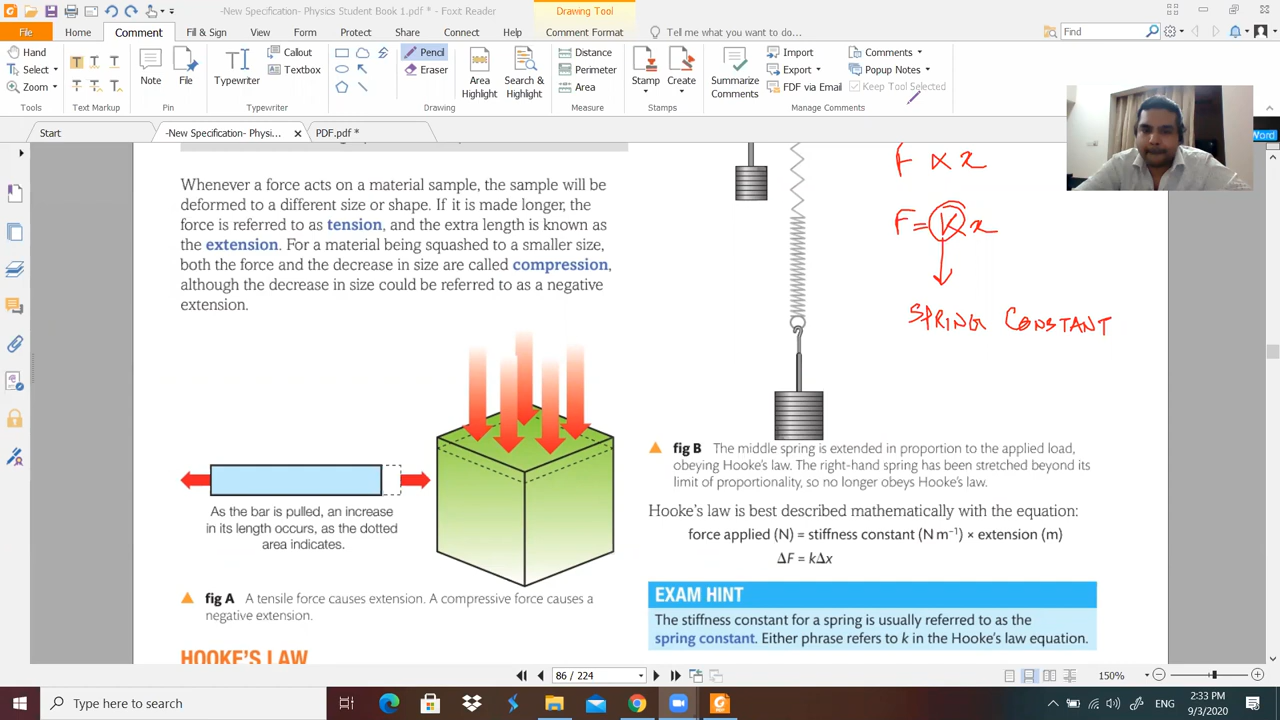 -New Specification- Physics Student Book 1.pdf * - Foxit Reader
Drawing Tool
File Home Comment Fill & Sign View Form Protect Share Connect Help Comment Format Tell me what you want to do... Find
Hand
Select
Zoom
Tools
Text Markup
Note
File
Pin
Typewriter
Callout
Textbox
Typewriter
Pencil
Eraser
Drawing
Area Highlight
Search & Highlight
Distance
Perimeter
Area
Measure
Stamp
Create
Stamps
Summarize Comments
Import
Export
FDF via Email
Comments
Popup Notes
Keep Tool Selected
Manage Comments
Start -New Specification- Physi... PDF.pdf * Word
Whenever a force acts on a material sample, the sample will be
deformed to a different size or shape. If it is made longer, the
force is referred to as tension, and the extra length is known as
the extension. For a material being squashed to a smaller size,
both the force and the decrease in size are called compression,
although the decrease in size could be referred to as a negative
extension.
As the bar is pulled, an increase
in its length occurs, as the dotted
area indicates.
fig A A tensile force causes extension. A compressive force causes a
negative extension.
HOOKE'S LAW
F ∝ x
F = K x
SPRING CONSTANT
fig B The middle spring is extended in proportion to the applied load,
obeying Hooke's law. The right-hand spring has been stretched beyond its
limit of proportionality, so no longer obeys Hooke's law.
Hooke's law is best described mathematically with the equation:
force applied (N) = stiffness constant (N m⁻¹) × extension (m)
ΔF = kΔx
EXAM HINT
The stiffness constant for a spring is usually referred to as the
spring constant. Either phrase refers to k in the Hooke's law equation.
86 / 224
150%
Type here to search
2:33 PM
9/3/2020